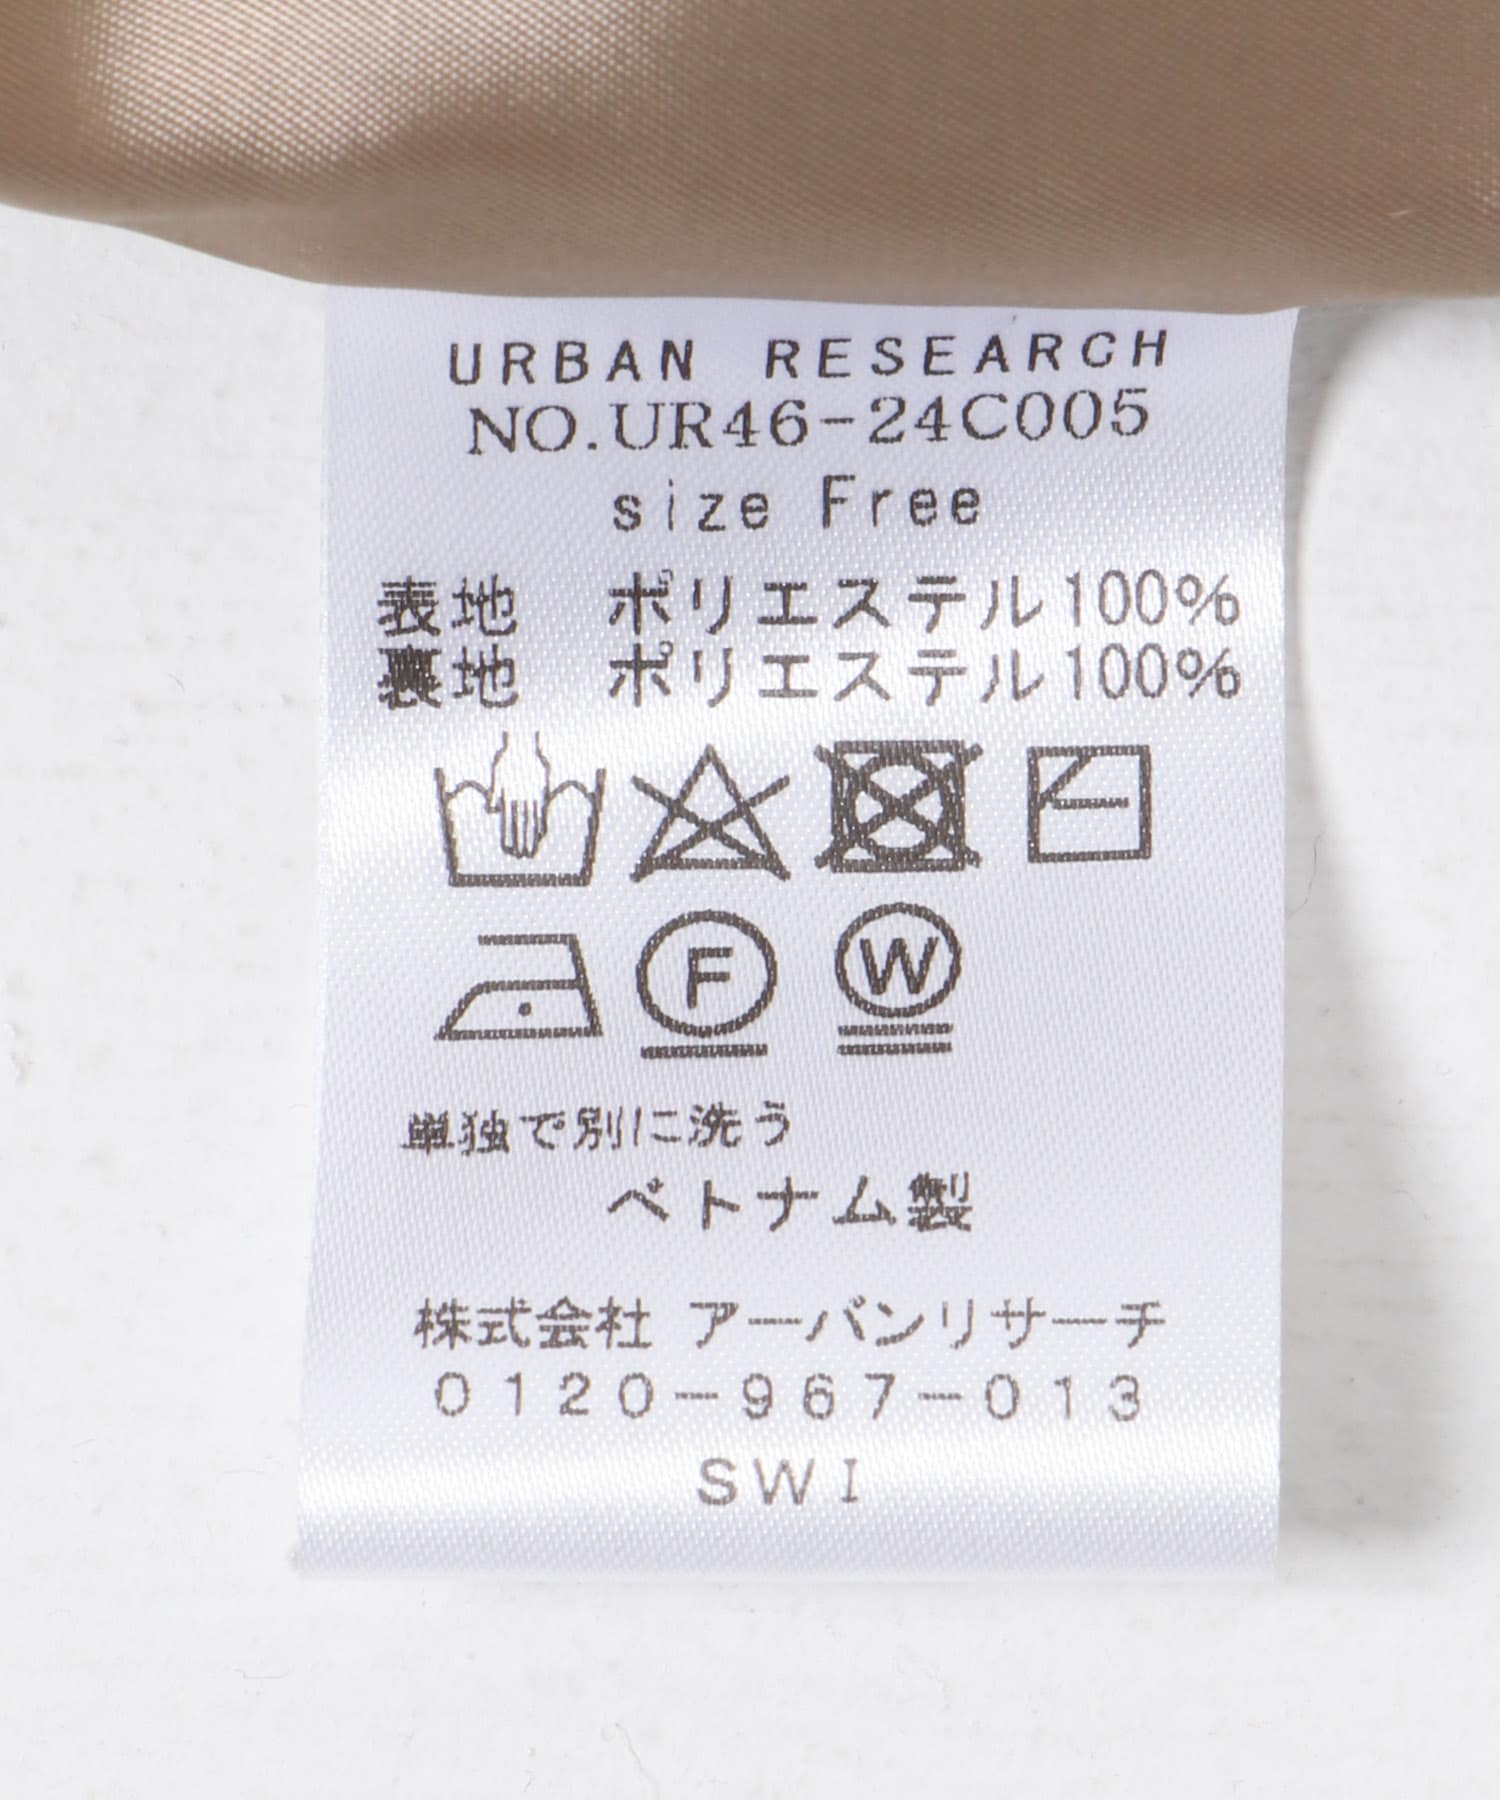 URBAN RESEARCH
NO.UR46-24C005
size Free
表地 ポリエステル100%
裏地 ポリエステル100%
F W
単独で別に洗う
ベトナム製
株式会社 アーバンリサーチ
0120-967-013
SWI